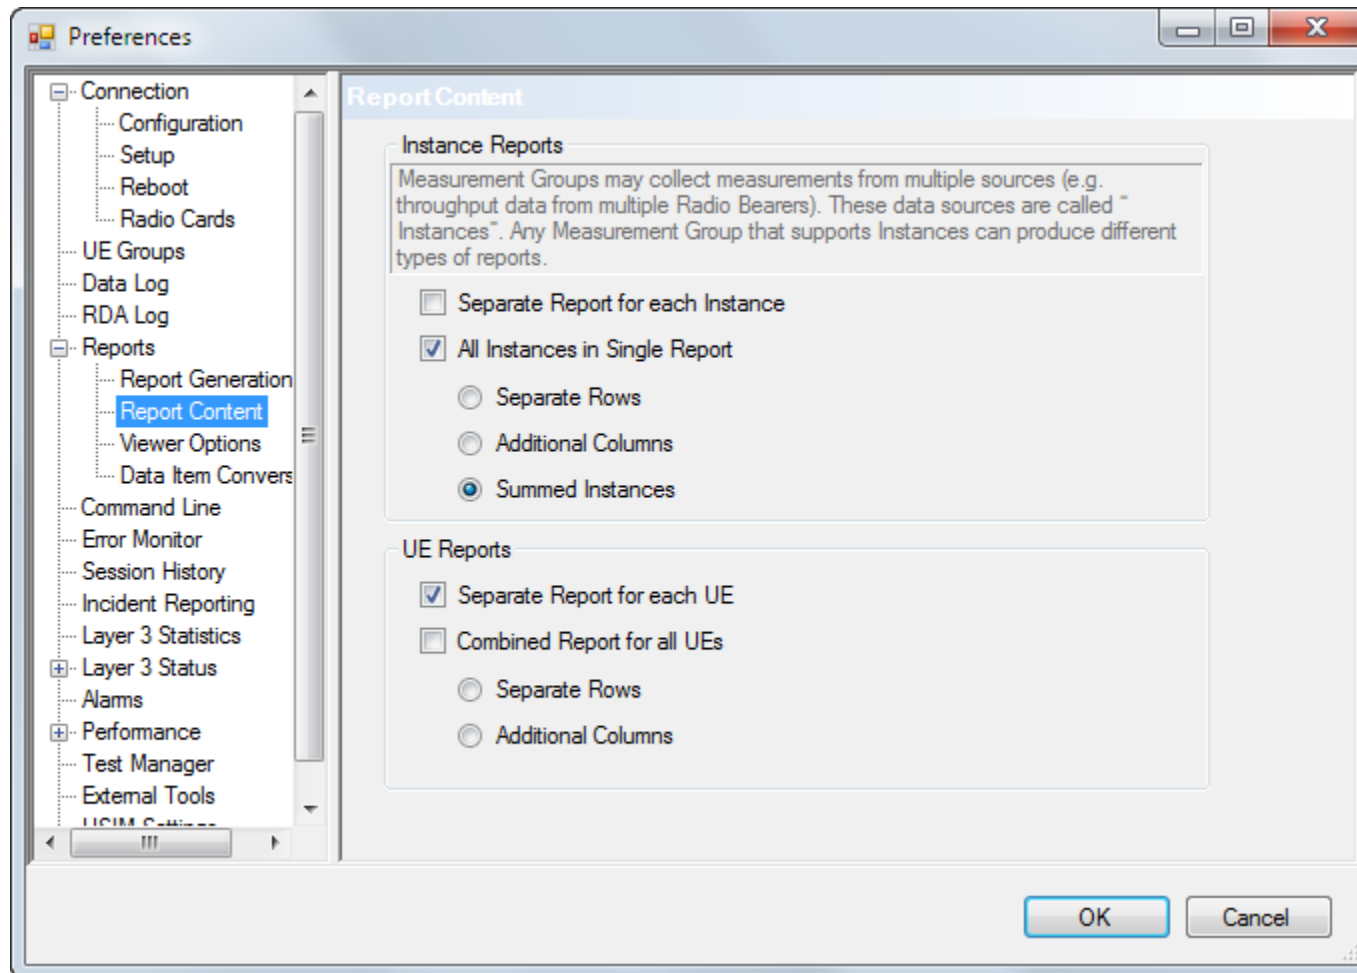 Preferences
Connection
Configuration
Setup
Reboot
Radio Cards
UE Groups
Data Log
RDA Log
Reports
Report Generation
Report Content
Viewer Options
Data Item Convers
Command Line
Error Monitor
Session History
Incident Reporting
Layer 3 Statistics
Layer 3 Status
Alarms
Performance
Test Manager
External Tools
Report Content
Instance Reports
Measurement Groups may collect measurements from multiple sources (e.g.
throughput data from multiple Radio Bearers). These data sources are called "
Instances". Any Measurement Group that supports Instances can produce different
types of reports.
Separate Report for each Instance
All Instances in Single Report
Separate Rows
Additional Columns
Summed Instances
UE Reports
Separate Report for each UE
Combined Report for all UEs
Separate Rows
Additional Columns
OK
Cancel